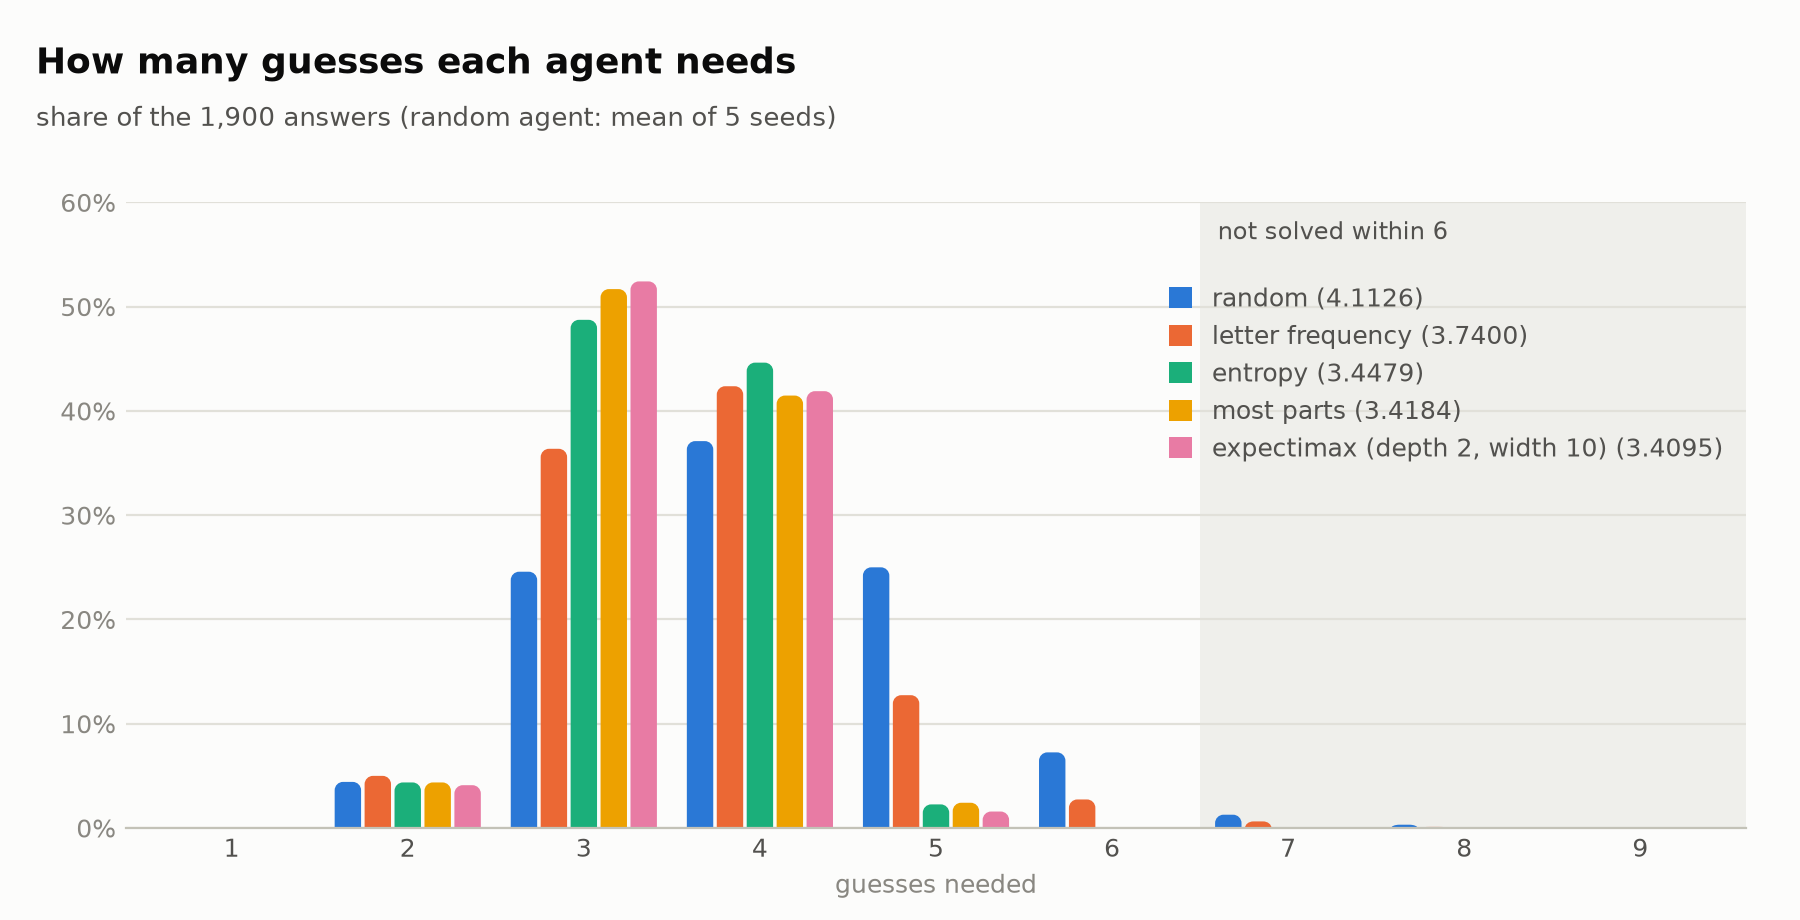 How many guesses each agent needs
share of the 1,900 answers (random agent: mean of 5 seeds)
60%
50%
40%
30%
20%
10%
0%
not solved within 6
random (4.1126)
letter frequency (3.7400)
entropy (3.4479)
most parts (3.4184)
expectimax (depth 2, width 10) (3.4095)
1 2 3 4 5 6 7 8 9
guesses needed